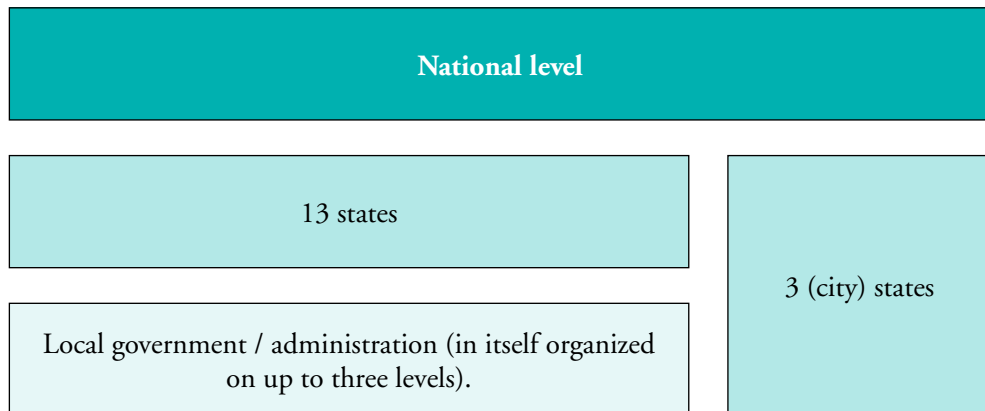 National level
13 states
3 (city) states
Local government / administration (in itself organized
on up to three levels).